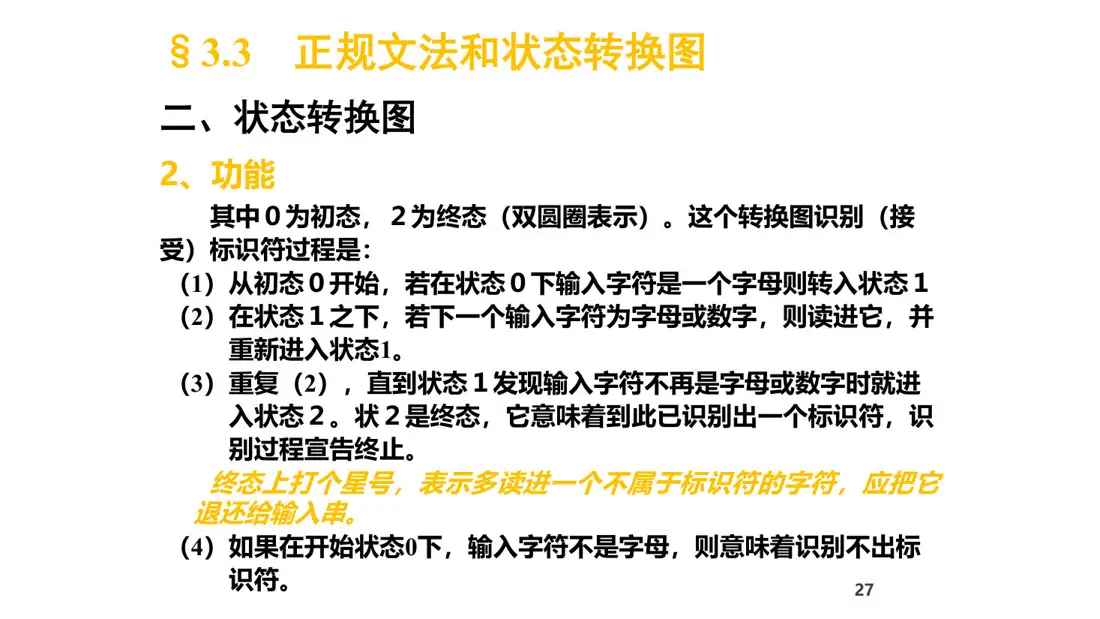 §3.3 正规文法和状态转换图
二、状态转换图
2、功能
其中０为初态，２为终态（双圆圈表示）。这个转换图识别（接
受）标识符过程是：
（1）从初态０开始，若在状态０下输入字符是一个字母则转入状态１
（2）在状态１之下，若下一个输入字符为字母或数字，则读进它，并
重新进入状态1。
（3）重复（2），直到状态１发现输入字符不再是字母或数字时就进
入状态２。状２是终态，它意味着到此已识别出一个标识符，识
别过程宣告终止。
终态上打个星号，表示多读进一个不属于标识符的字符，应把它
退还给输入串。
（4）如果在开始状态0下，输入字符不是字母，则意味着识别不出标
识符。
27